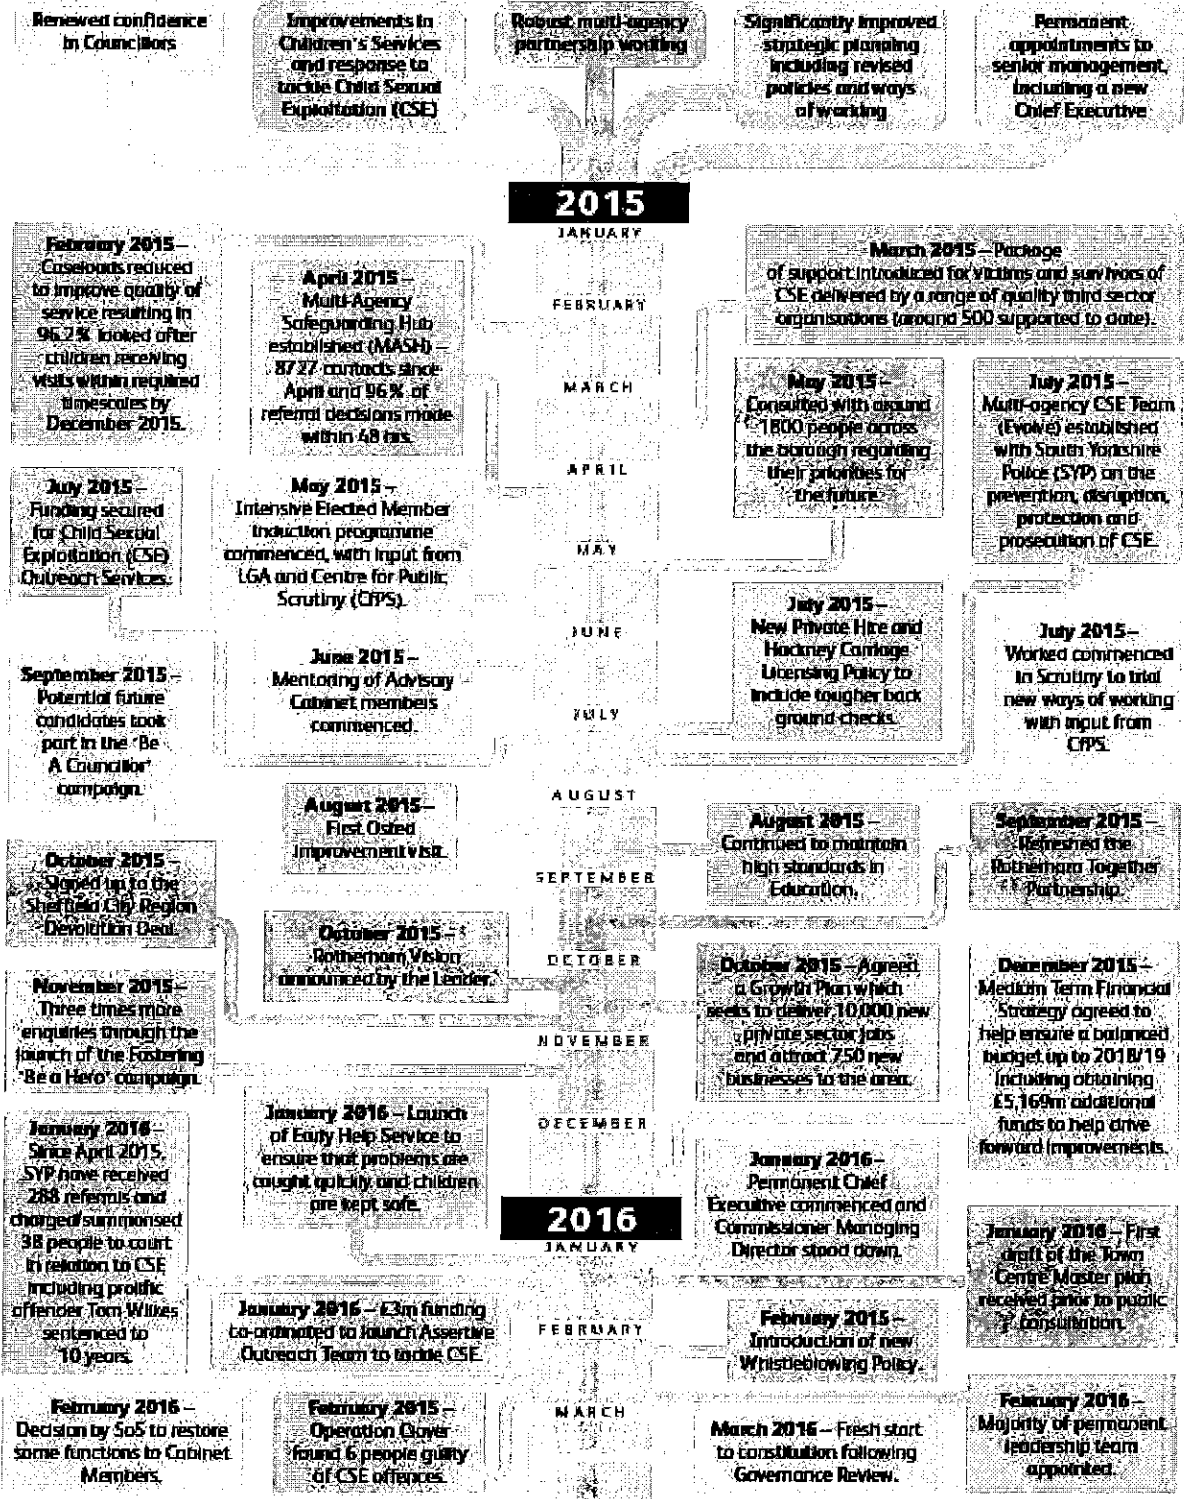 Renewed confidence
in Councillors
Improvements in
Children's Services
and response to
tackle Child Sexual
Exploitation (CSE)
Robust multi-agency
partnership working
Significantly improved
strategic planning
including revised
policies and ways
of working
Permanent
appointments to
senior management,
including a new
Chief Executive
2015
JANUARY
FEBRUARY
MARCH
APRIL
MAY
JUNE
JULY
AUGUST
SEPTEMBER
OCTOBER
NOVEMBER
DECEMBER
2016
JANUARY
FEBRUARY
MARCH
February 2015 –
Caseloads reduced
to improve quality of
service resulting in
96.2% looked after
children receiving
visits within required
timescales by
December 2015.
April 2015 –
Multi-Agency
Safeguarding Hub
established (MASH) –
8727 contacts since
April and 96% of
referral decisions made
within 48 hrs.
March 2015 – Package
of support introduced for victims and survivors of
CSE delivered by a range of quality third sector
organisations (around 500 supported to date).
May 2015 –
Consulted with around
1800 people across
the borough regarding
their priorities for
the future.
July 2015 –
Multi-agency CSE Team
(Evolve) established
with South Yorkshire
Police (SYP) on the
prevention, disruption,
protection and
prosecution of CSE.
July 2015 –
Funding secured
for Child Sexual
Exploitation (CSE)
Outreach Services.
May 2015 –
Intensive Elected Member
Induction programme
commenced, with input from
LGA and Centre for Public
Scrutiny (CfPS).
July 2015 –
New Private Hire and
Hackney Carriage
Licensing Policy to
include tougher back
ground checks.
July 2015 –
Worked commenced
in Scrutiny to trial
new ways of working
with input from
CfPS.
September 2015 –
Potential future
candidates took
part in the 'Be
A Councillor'
campaign.
June 2015 –
Mentoring of Advisory
Cabinet members
commenced.
August 2015 –
First Ofsted
improvement visit.
August 2015 –
Continued to maintain
high standards in
Education.
September 2015 –
Refreshed the
Rotherham Together
Partnership.
October 2015 –
Signed up to the
Sheffield City Region
Devolution Deal.
October 2015 –
Rotherham Vision
announced by the Leader.
October 2015 – Agreed
a Growth Plan which
seeks to deliver 10,000 new
private sector jobs
and attract 750 new
businesses to the area.
December 2015 –
Medium Term Financial
Strategy agreed to
help ensure a balanced
budget up to 2018/19
including obtaining
£5,169m additional
funds to help drive
forward improvements.
November 2015 –
Three times more
enquiries through the
launch of the Fostering
'Be a Hero' campaign.
January 2016 – Launch
of Early Help Service to
ensure that problems are
caught quickly and children
are kept safe.
January 2016 –
Since April 2015,
SYP have received
288 referrals and
charged/summonsed
38 people to court
in relation to CSE
including prolific
offender Tom Wilkes
sentenced to
10 years.
January 2016 –
Permanent Chief
Executive commenced and
Commissioner Managing
Director stood down.
January 2016 – First
draft of the Town
Centre Master plan
received prior to public
consultation.
January 2016 – £3m funding
co-ordinated to launch Assertive
Outreach Team to tackle CSE.
February 2015 –
Introduction of new
Whistleblowing Policy.
February 2016 –
Decision by SoS to restore
some functions to Cabinet
Members.
February 2015 –
Operation Clover
found 6 people guilty
of CSE offences.
March 2016 – Fresh start
to constitution following
Governance Review.
February 2016 –
Majority of permanent
leadership team
appointed.